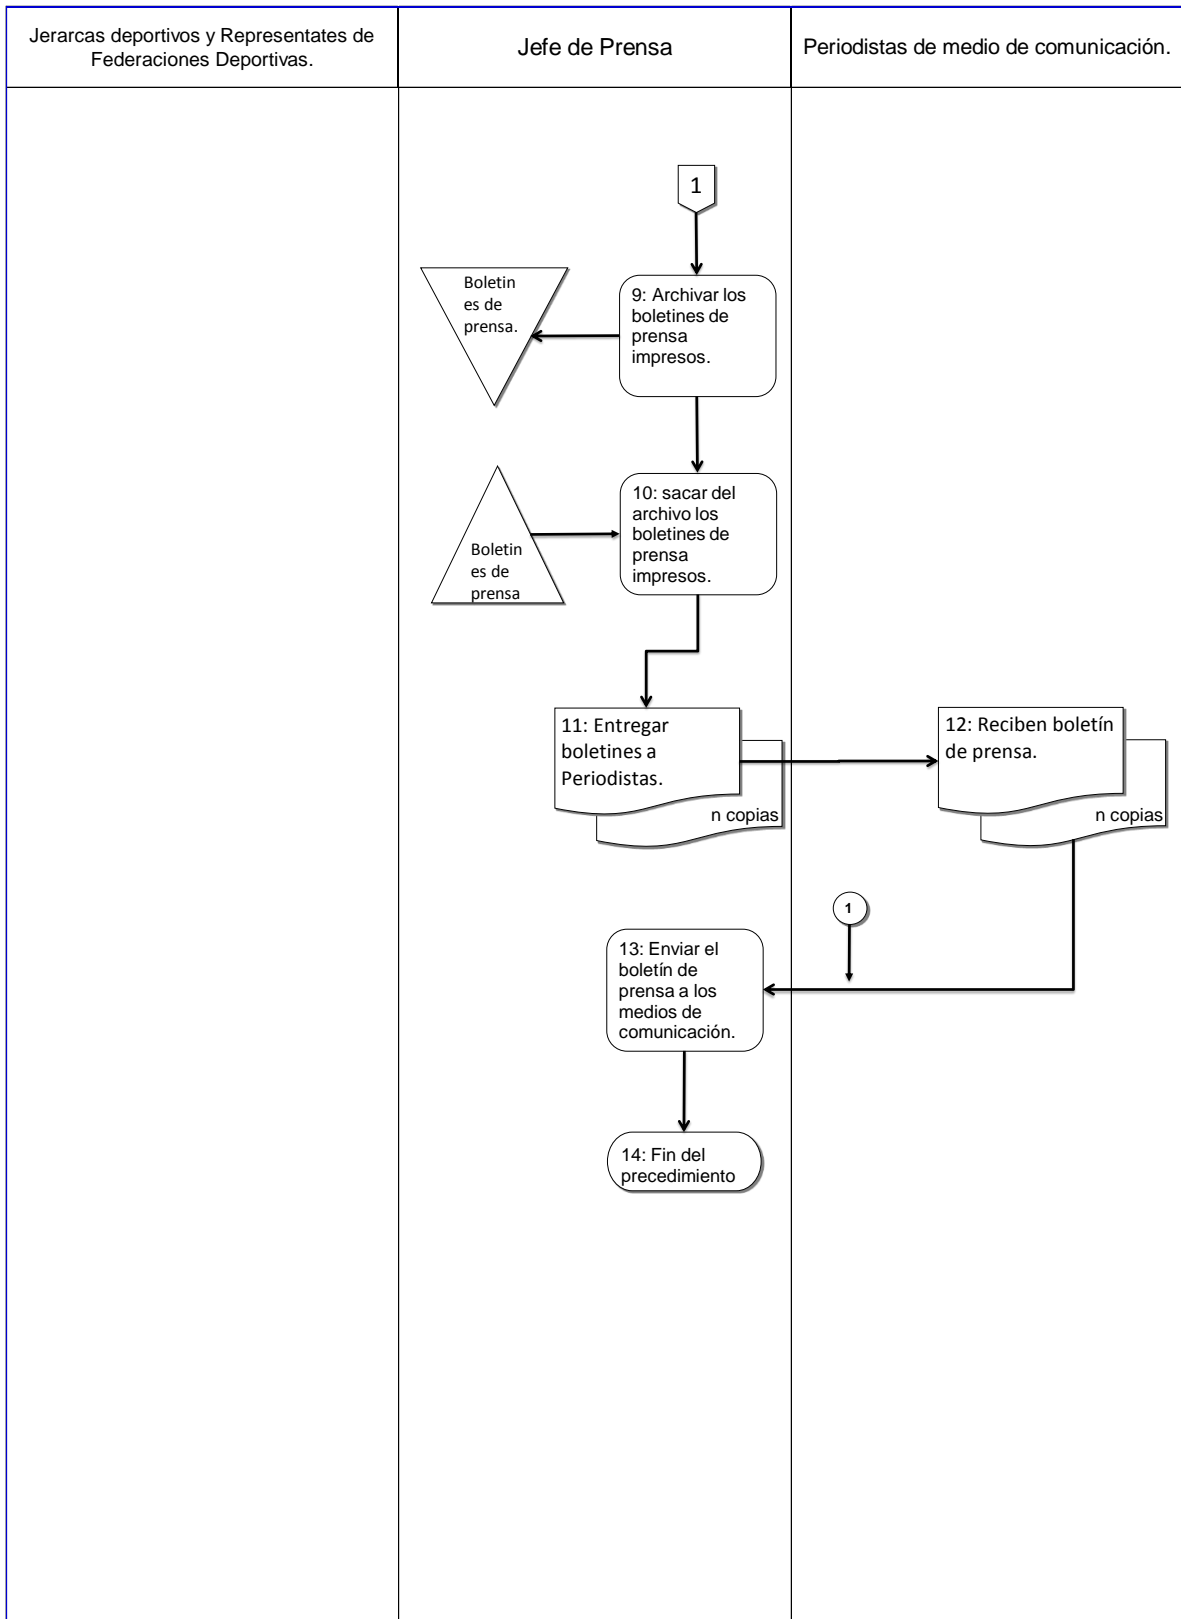 Jerarcas deportivos y Representates de
Federaciones Deportivas.
Jefe de Prensa
Periodistas de medio de comunicación.
1
Boletin
es de
prensa.
9: Archivar los
boletines de
prensa
impresos.
Boletin
es de
prensa
10: sacar del
archivo los
boletines de
prensa
impresos.
11: Entregar
boletines a
Periodistas.
n copias
12: Reciben boletín
de prensa.
n copias
1
13: Enviar el
boletín de
prensa a los
medios de
comunicación.
14: Fin del
precedimiento